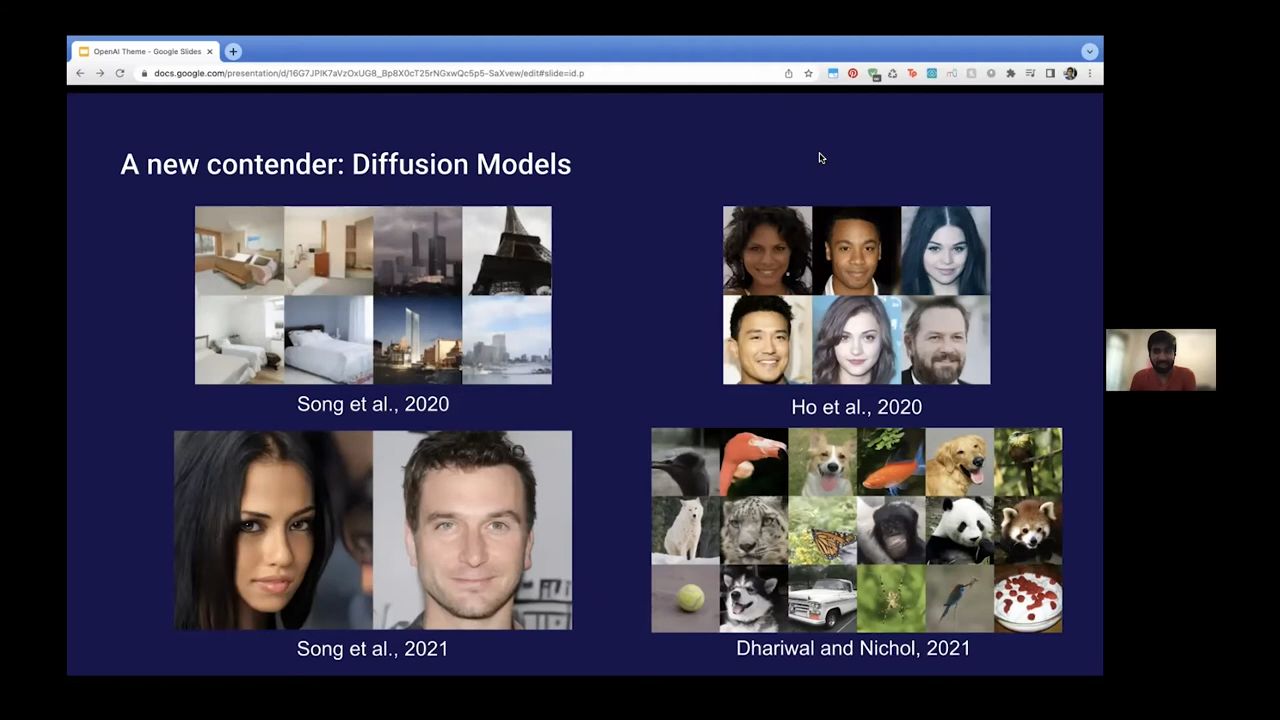 OpenAI Theme - Google Slides
docs.google.com/presentation/d/16G7JPIK7aVzOxUG8_Bp8X0cT25rNGxwQc5p5-SaXvew/edit#slide=id.p
A new contender: Diffusion Models
Song et al., 2020
Ho et al., 2020
Song et al., 2021
Dhariwal and Nichol, 2021